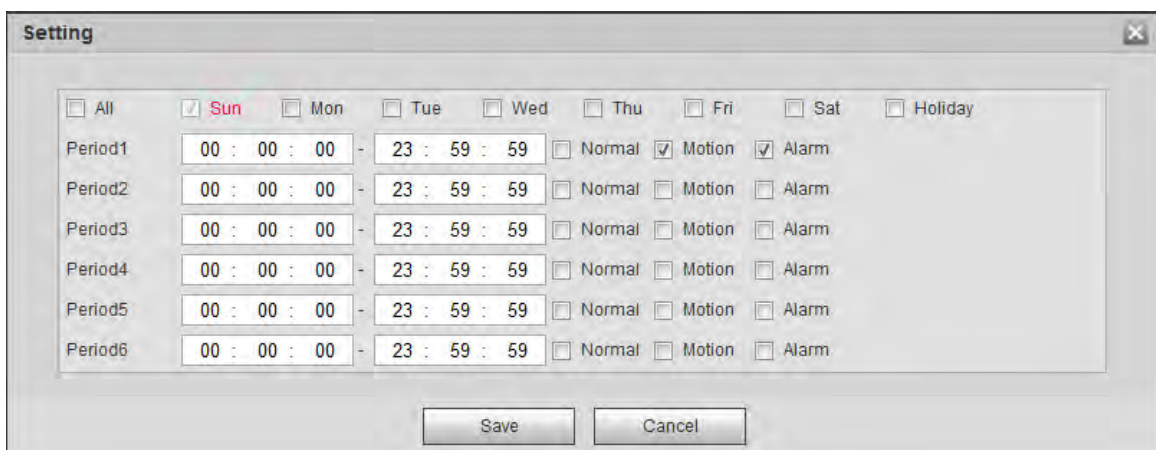 Setting
All Sun Mon Tue Wed Thu Fri Sat Holiday
Period1 00 : 00 : 00 - 23 : 59 : 59 Normal Motion Alarm
Period2 00 : 00 : 00 - 23 : 59 : 59 Normal Motion Alarm
Period3 00 : 00 : 00 - 23 : 59 : 59 Normal Motion Alarm
Period4 00 : 00 : 00 - 23 : 59 : 59 Normal Motion Alarm
Period5 00 : 00 : 00 - 23 : 59 : 59 Normal Motion Alarm
Period6 00 : 00 : 00 - 23 : 59 : 59 Normal Motion Alarm
Save Cancel